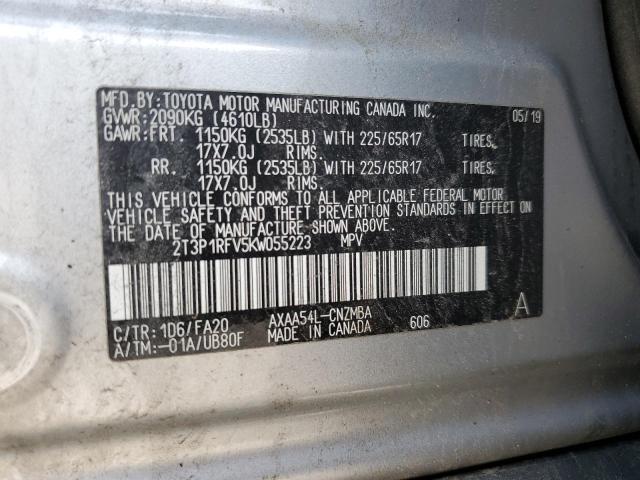 MFD.BY:TOYOTA MOTOR MANUFACTURING CANADA INC. 05/19
GVWR:2090KG (4610LB)
GAWR:FRT. 1150KG (2535LB) WITH 225/65R17 TIRES,
17X7.0J RIMS.
RR. 1150KG (2535LB) WITH 225/65R17 TIRES,
17X7.0J RIMS.
THIS VEHICLE CONFORMS TO ALL APPLICABLE FEDERAL MOTOR
VEHICLE SAFETY AND THEFT PREVENTION STANDARDS IN EFFECT ON
THE DATE OF MANUFACTURE SHOWN ABOVE.
2T3P1RFV5KW055223 MPV
C/TR:1D6/FA20 AXAA54L-CNZMBA A
A/TM:-01A/UB80F MADE IN CANADA 606